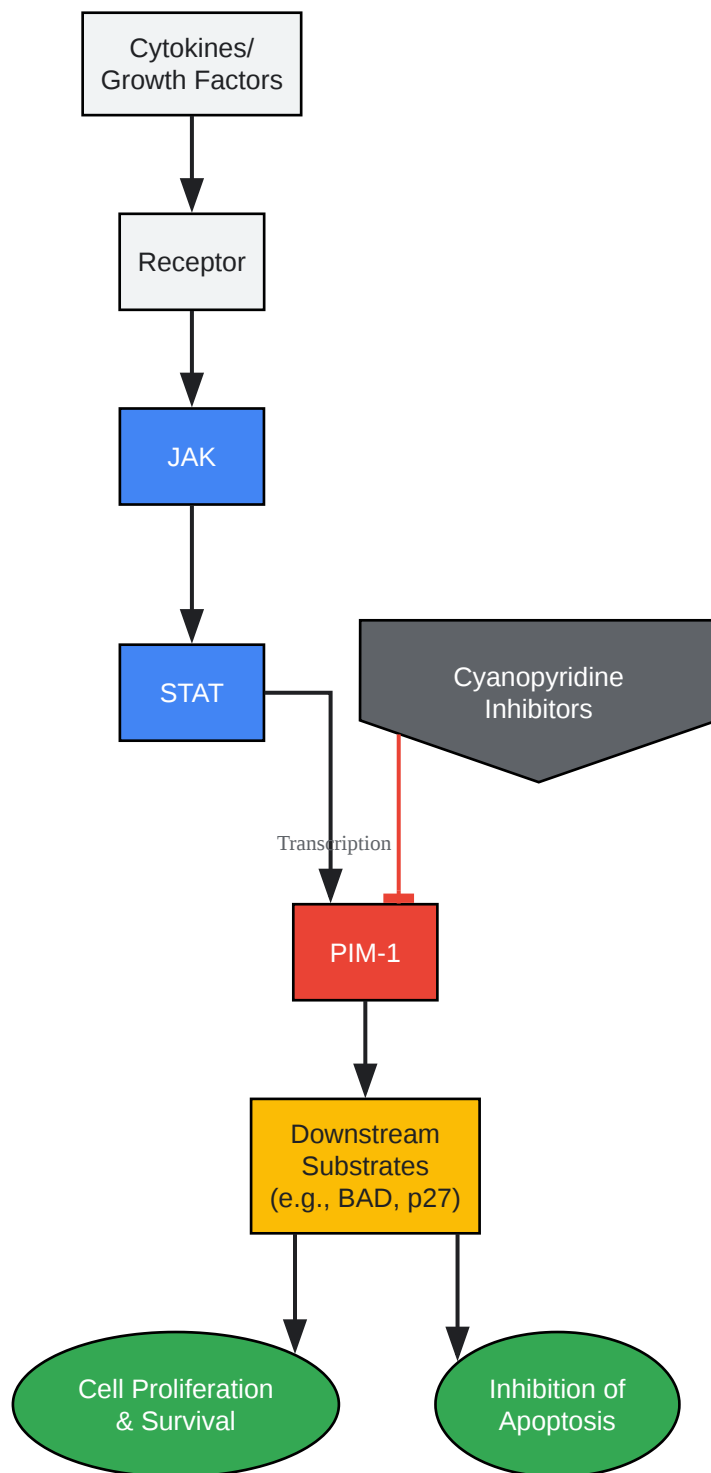 Cytokines/
Growth Factors
Receptor
JAK
STAT
Cyanopyridine
Inhibitors
Transcription
PIM-1
Downstream
Substrates
(e.g., BAD, p27)
Cell Proliferation
& Survival
Inhibition of
Apoptosis